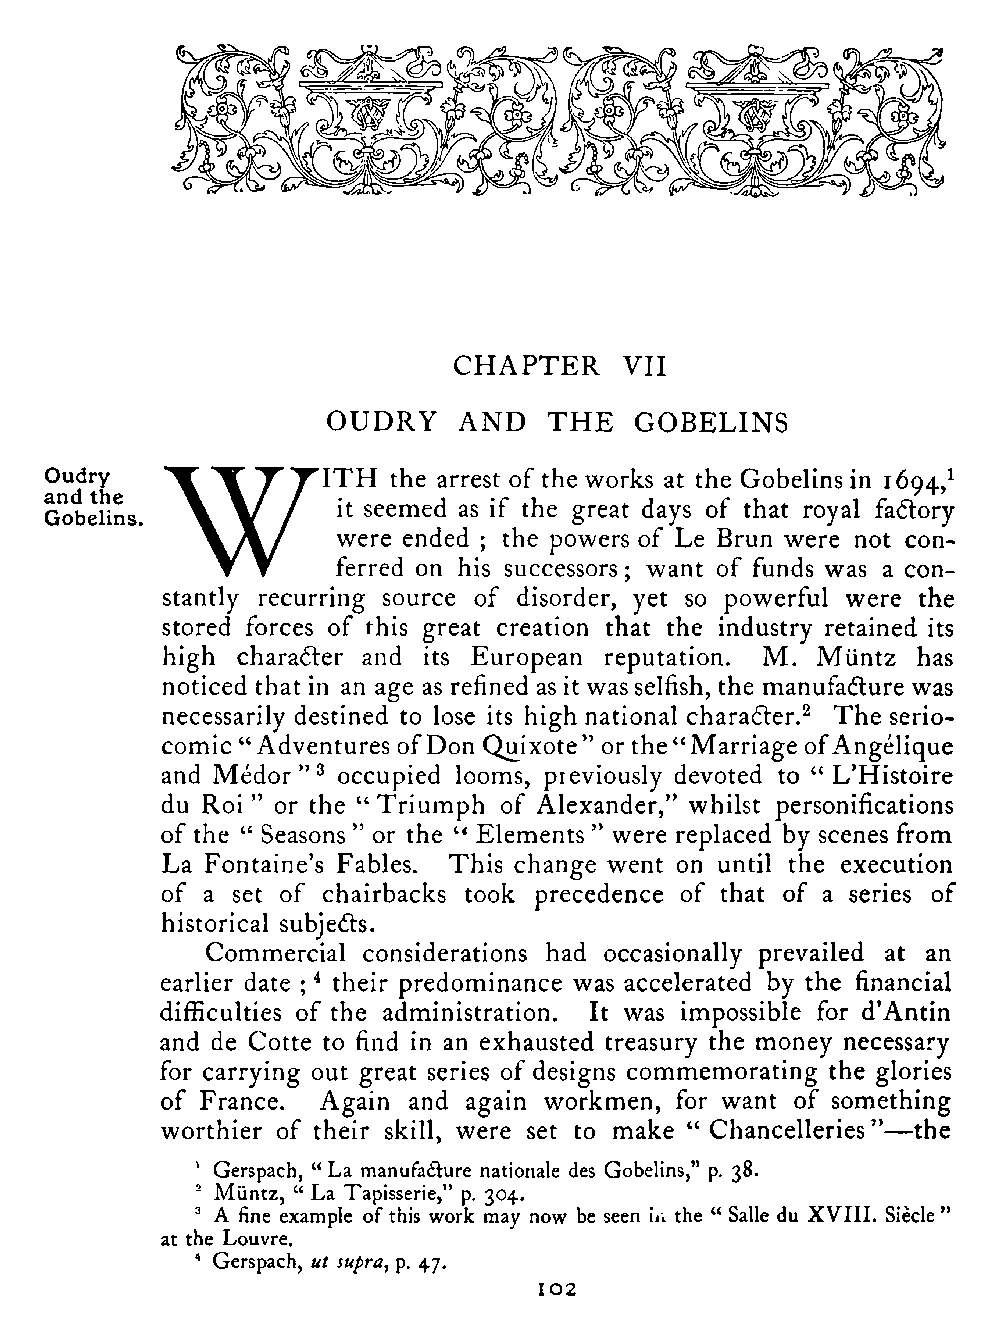 CHAPTER VII
OUDRY AND THE GOBELINS
Oudry
and the
Gobelins.
WITH the arrest of the works at the Gobelins in 1694,¹
it seemed as if the great days of that royal factory
were ended ; the powers of Le Brun were not con-
ferred on his successors ; want of funds was a con-
stantly recurring source of disorder, yet so powerful were the
stored forces of this great creation that the industry retained its
high character and its European reputation. M. Müntz has
noticed that in an age as refined as it was selfish, the manufacture was
necessarily destined to lose its high national character.² The serio-
comic “ Adventures of Don Quixote ” or the “ Marriage of Angélique
and Médor ” ³ occupied looms, previously devoted to “ L'Histoire
du Roi ” or the “ Triumph of Alexander,” whilst personifications
of the “ Seasons ” or the “ Elements ” were replaced by scenes from
La Fontaine's Fables. This change went on until the execution
of a set of chairbacks took precedence of that of a series of
historical subjects.
Commercial considerations had occasionally prevailed at an
earlier date ; ⁴ their predominance was accelerated by the financial
difficulties of the administration. It was impossible for d'Antin
and de Cotte to find in an exhausted treasury the money necessary
for carrying out great series of designs commemorating the glories
of France. Again and again workmen, for want of something
worthier of their skill, were set to make “ Chancelleries ”—the
¹ Gerspach, “ La manufacture nationale des Gobelins,” p. 38.
² Müntz, “ La Tapisserie,” p. 304.
³ A fine example of this work may now be seen in the “ Salle du XVIII. Siècle ”
at the Louvre.
⁴ Gerspach, ut supra, p. 47.
102